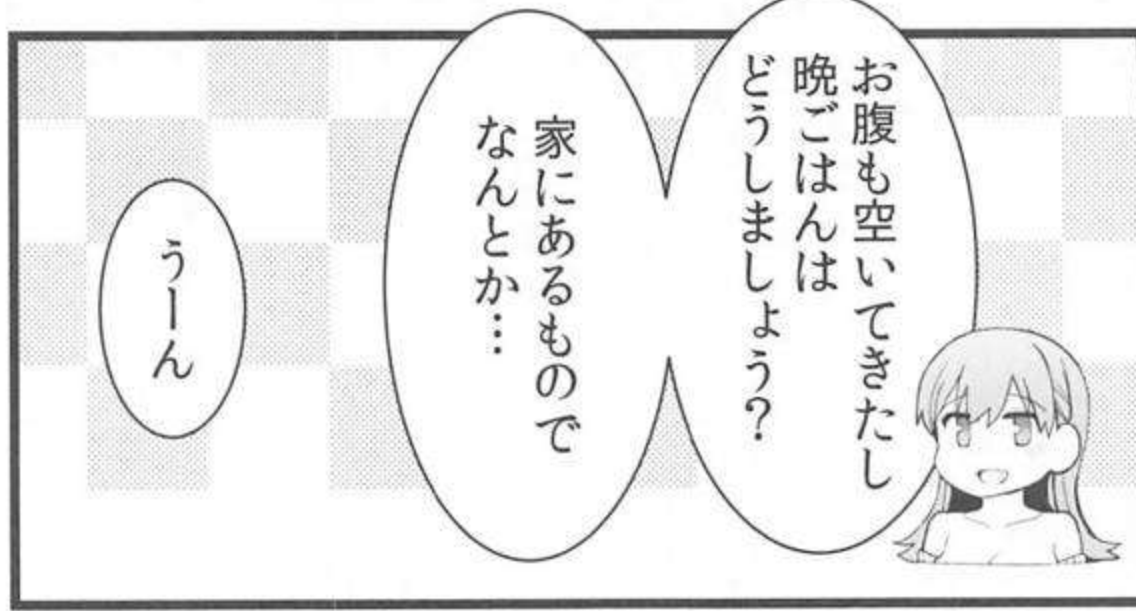 お腹も空いてきたし
晩ごはんは
どうしましょう?
家にあるもので
なんとか…
うーん